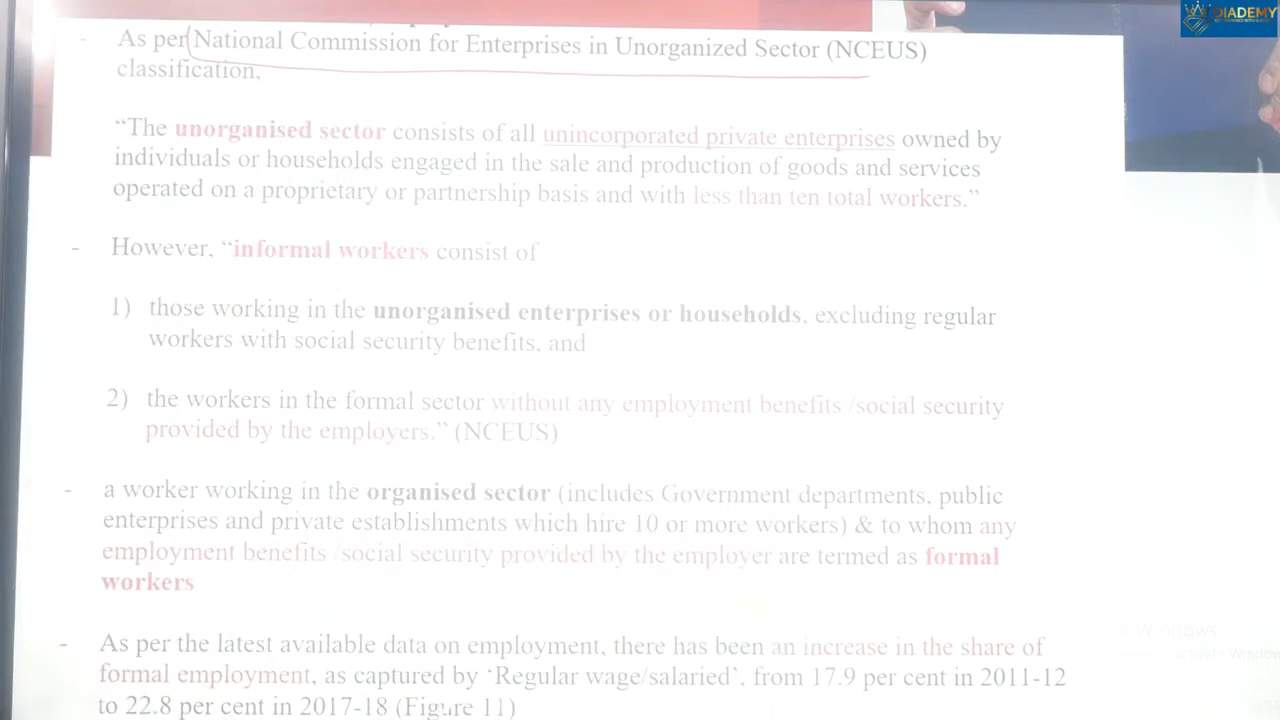 DIADEMY
- As per National Commission for Enterprises in Unorganized Sector (NCEUS)
classification,
“The unorganised sector consists of all unincorporated private enterprises owned by
individuals or households engaged in the sale and production of goods and services
operated on a proprietary or partnership basis and with less than ten total workers.”
- However, “informal workers consist of
1) those working in the unorganised enterprises or households, excluding regular
workers with social security benefits, and
2) the workers in the formal sector without any employment benefits /social security
provided by the employers.” (NCEUS)
- a worker working in the organised sector (includes Government departments, public
enterprises and private establishments which hire 10 or more workers) & to whom any
employment benefits /social security provided by the employer are termed as formal
workers
- As per the latest available data on employment, there has been an increase in the share of
formal employment, as captured by ‘Regular wage/salaried’, from 17.9 per cent in 2011-12
to 22.8 per cent in 2017-18 (Figure 11)
Windows